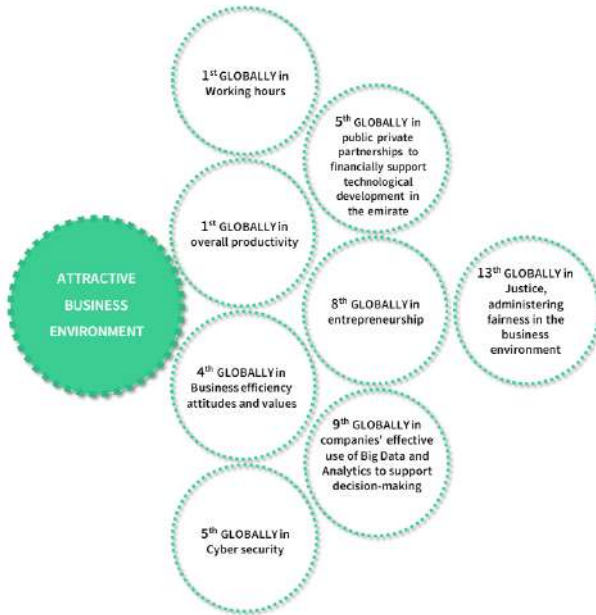 ATTRACTIVE
BUSINESS
ENVIRONMENT
1st GLOBALLY in
Working hours
1st GLOBALLY in
overall productivity
4th GLOBALLY in
Business efficiency
attitudes and values
5th GLOBALLY in
Cyber security
5th GLOBALLY in
public private
partnerships to
financially support
technological
development in
the emirate
8th GLOBALLY in
entrepreneurship
9th GLOBALLY in
companies' effective
use of Big Data and
Analytics to support
decision-making
13th GLOBALLY in
Justice,
administering
fairness in the
business
environment